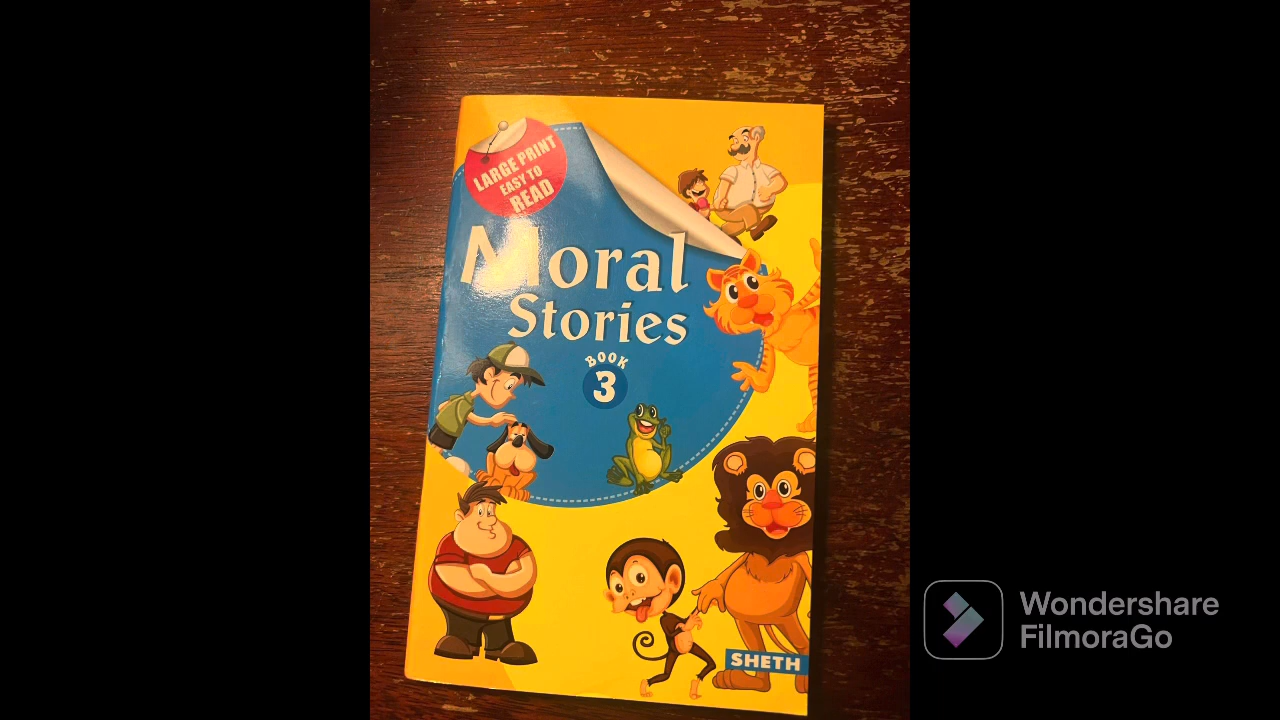 LARGE PRINT
EASY TO
READ
Moral
Stories
BOOK
3
SHETH
Wondershare
FilmoraGo